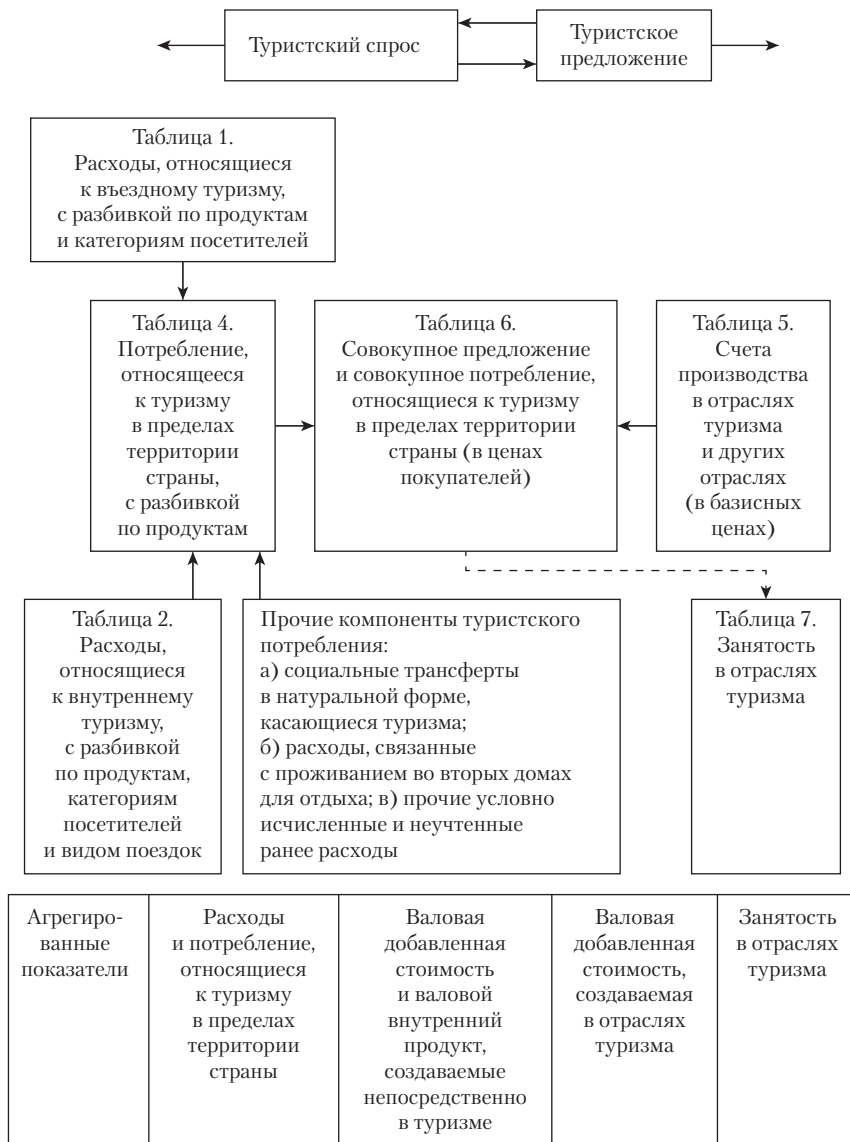 Туристский спрос
Туристское
предложение
Таблица 1.
Расходы, относящиеся
к въездному туризму,
с разбивкой по продуктам
и категориям посетителей
Таблица 4.
Потребление,
относящееся
к туризму
в пределах
территории
страны,
с разбивкой
по продуктам
Таблица 6.
Совокупное предложение
и совокупное потребление,
относящиеся к туризму
в пределах территории
страны (в ценах
покупателей)
Таблица 5.
Счета
производства
в отраслях
туризма
и других
отраслях
(в базисных
ценах)
Таблица 2.
Расходы,
относящиеся
к внутреннему
туризму,
с разбивкой
по продуктам,
категориям
посетителей
и видом поездок
Прочие компоненты туристского
потребления:
а) социальные трансферты
в натуральной форме,
касающиеся туризма;
б) расходы, связанные
с проживанием во вторых домах
для отдыха; в) прочие условно
исчисленные и неучтенные
ранее расходы
Таблица 7.
Занятость
в отраслях
туризма
Агрегиро-
ванные
показатели
Расходы
и потребление,
относящиеся
к туризму
в пределах
территории
страны
Валовая
добавленная
стоимость
и валовой
внутренний
продукт,
создаваемые
непосредственно
в туризме
Валовая
добавленная
стоимость,
создаваемая
в отраслях
туризма
Занятость
в отраслях
туризма